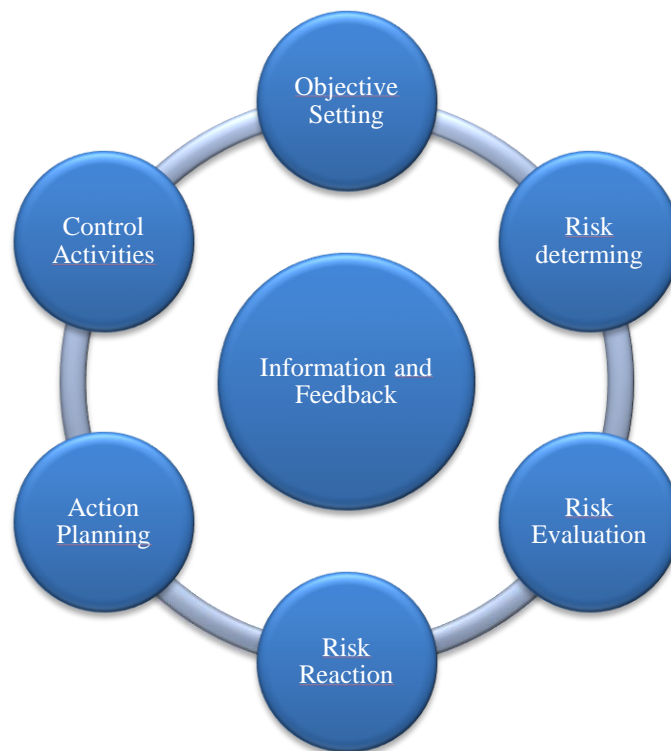 Objective
Setting
Risk
determing
Risk
Evaluation
Risk
Reaction
Action
Planning
Control
Activities
Information and
Feedback